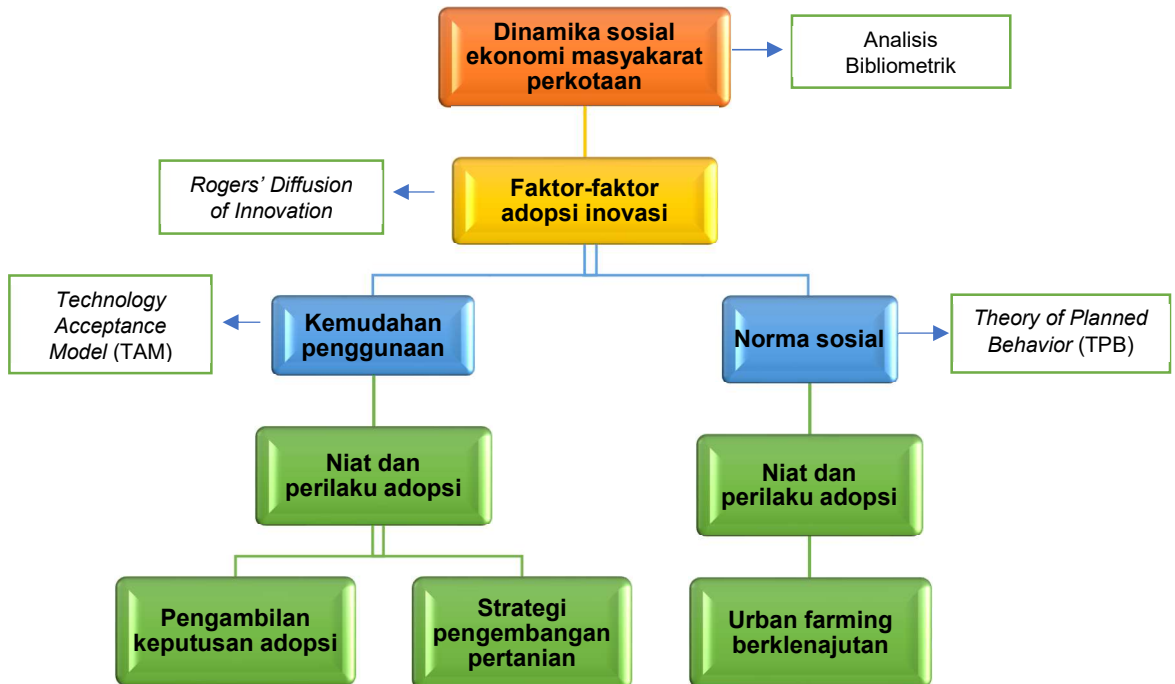 Dinamika sosial
ekonomi masyakarat
perkotaan
Analisis
Bibliometrik
Rogers' Diffusion
of Innovation
Faktor-faktor
adopsi inovasi
Technology
Acceptance
Model (TAM)
Kemudahan
penggunaan
Norma sosial
Theory of Planned
Behavior (TPB)
Niat dan
perilaku adopsi
Niat dan
perilaku adopsi
Pengambilan
keputusan adopsi
Strategi
pengembangan
pertanian
Urban farming
berklenajutan